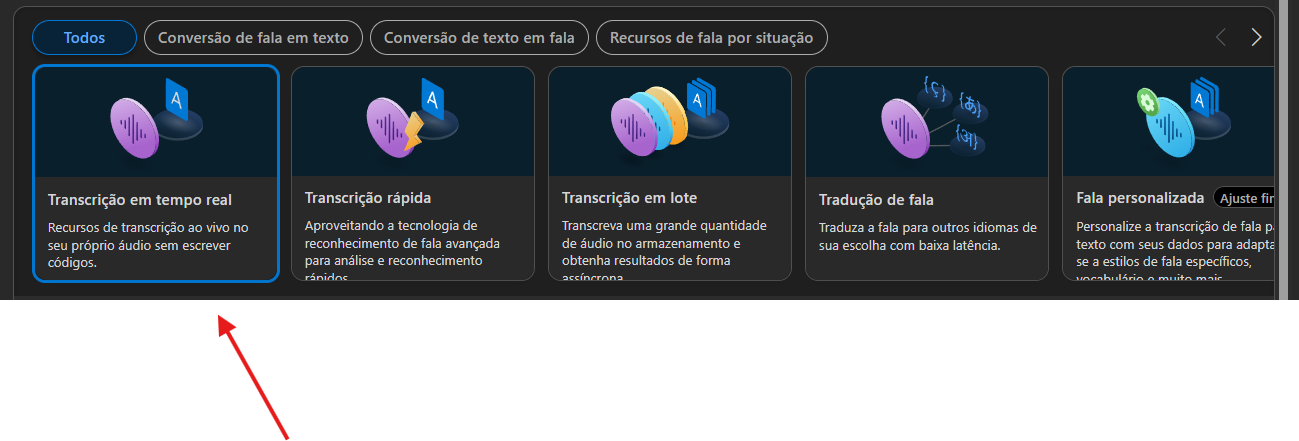 Todos
Conversão de fala em texto
Conversão de texto em fala
Recursos de fala por situação
A
Transcrição em tempo real
Recursos de transcrição ao vivo no
seu próprio áudio sem escrever
códigos.
A
Transcrição rápida
Aproveitando a tecnologia de
reconhecimento de fala avançada
para análise e reconhecimento
rápidos
A
Transcrição em lote
Transcreva uma grande quantidade
de áudio no armazenamento e
obtenha resultados de forma
assíncrona
{ç}
{あ}
{अ}
Tradução de fala
Traduza a fala para outros idiomas de
sua escolha com baixa latência.
A
Fala personalizada
Ajuste
Personalize a transcrição de fala
texto com seus dados para
se a estilos de fala específicos,
vocabulário e muito mais